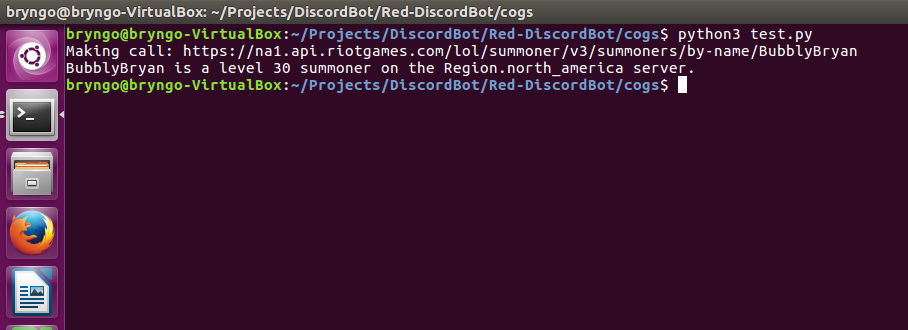 bryngo@bryngo-VirtualBox: ~/Projects/DiscordBot/Red-DiscordBot/cogs
bryngo@bryngo-VirtualBox:~/Projects/DiscordBot/Red-DiscordBot/cogs$ python3 test.py
Making call: https://na1.api.riotgames.com/lol/summoner/v3/summoners/by-name/BubblyBryan
BubblyBryan is a level 30 summoner on the Region.north_america server.
bryngo@bryngo-VirtualBox:~/Projects/DiscordBot/Red-DiscordBot/cogs$